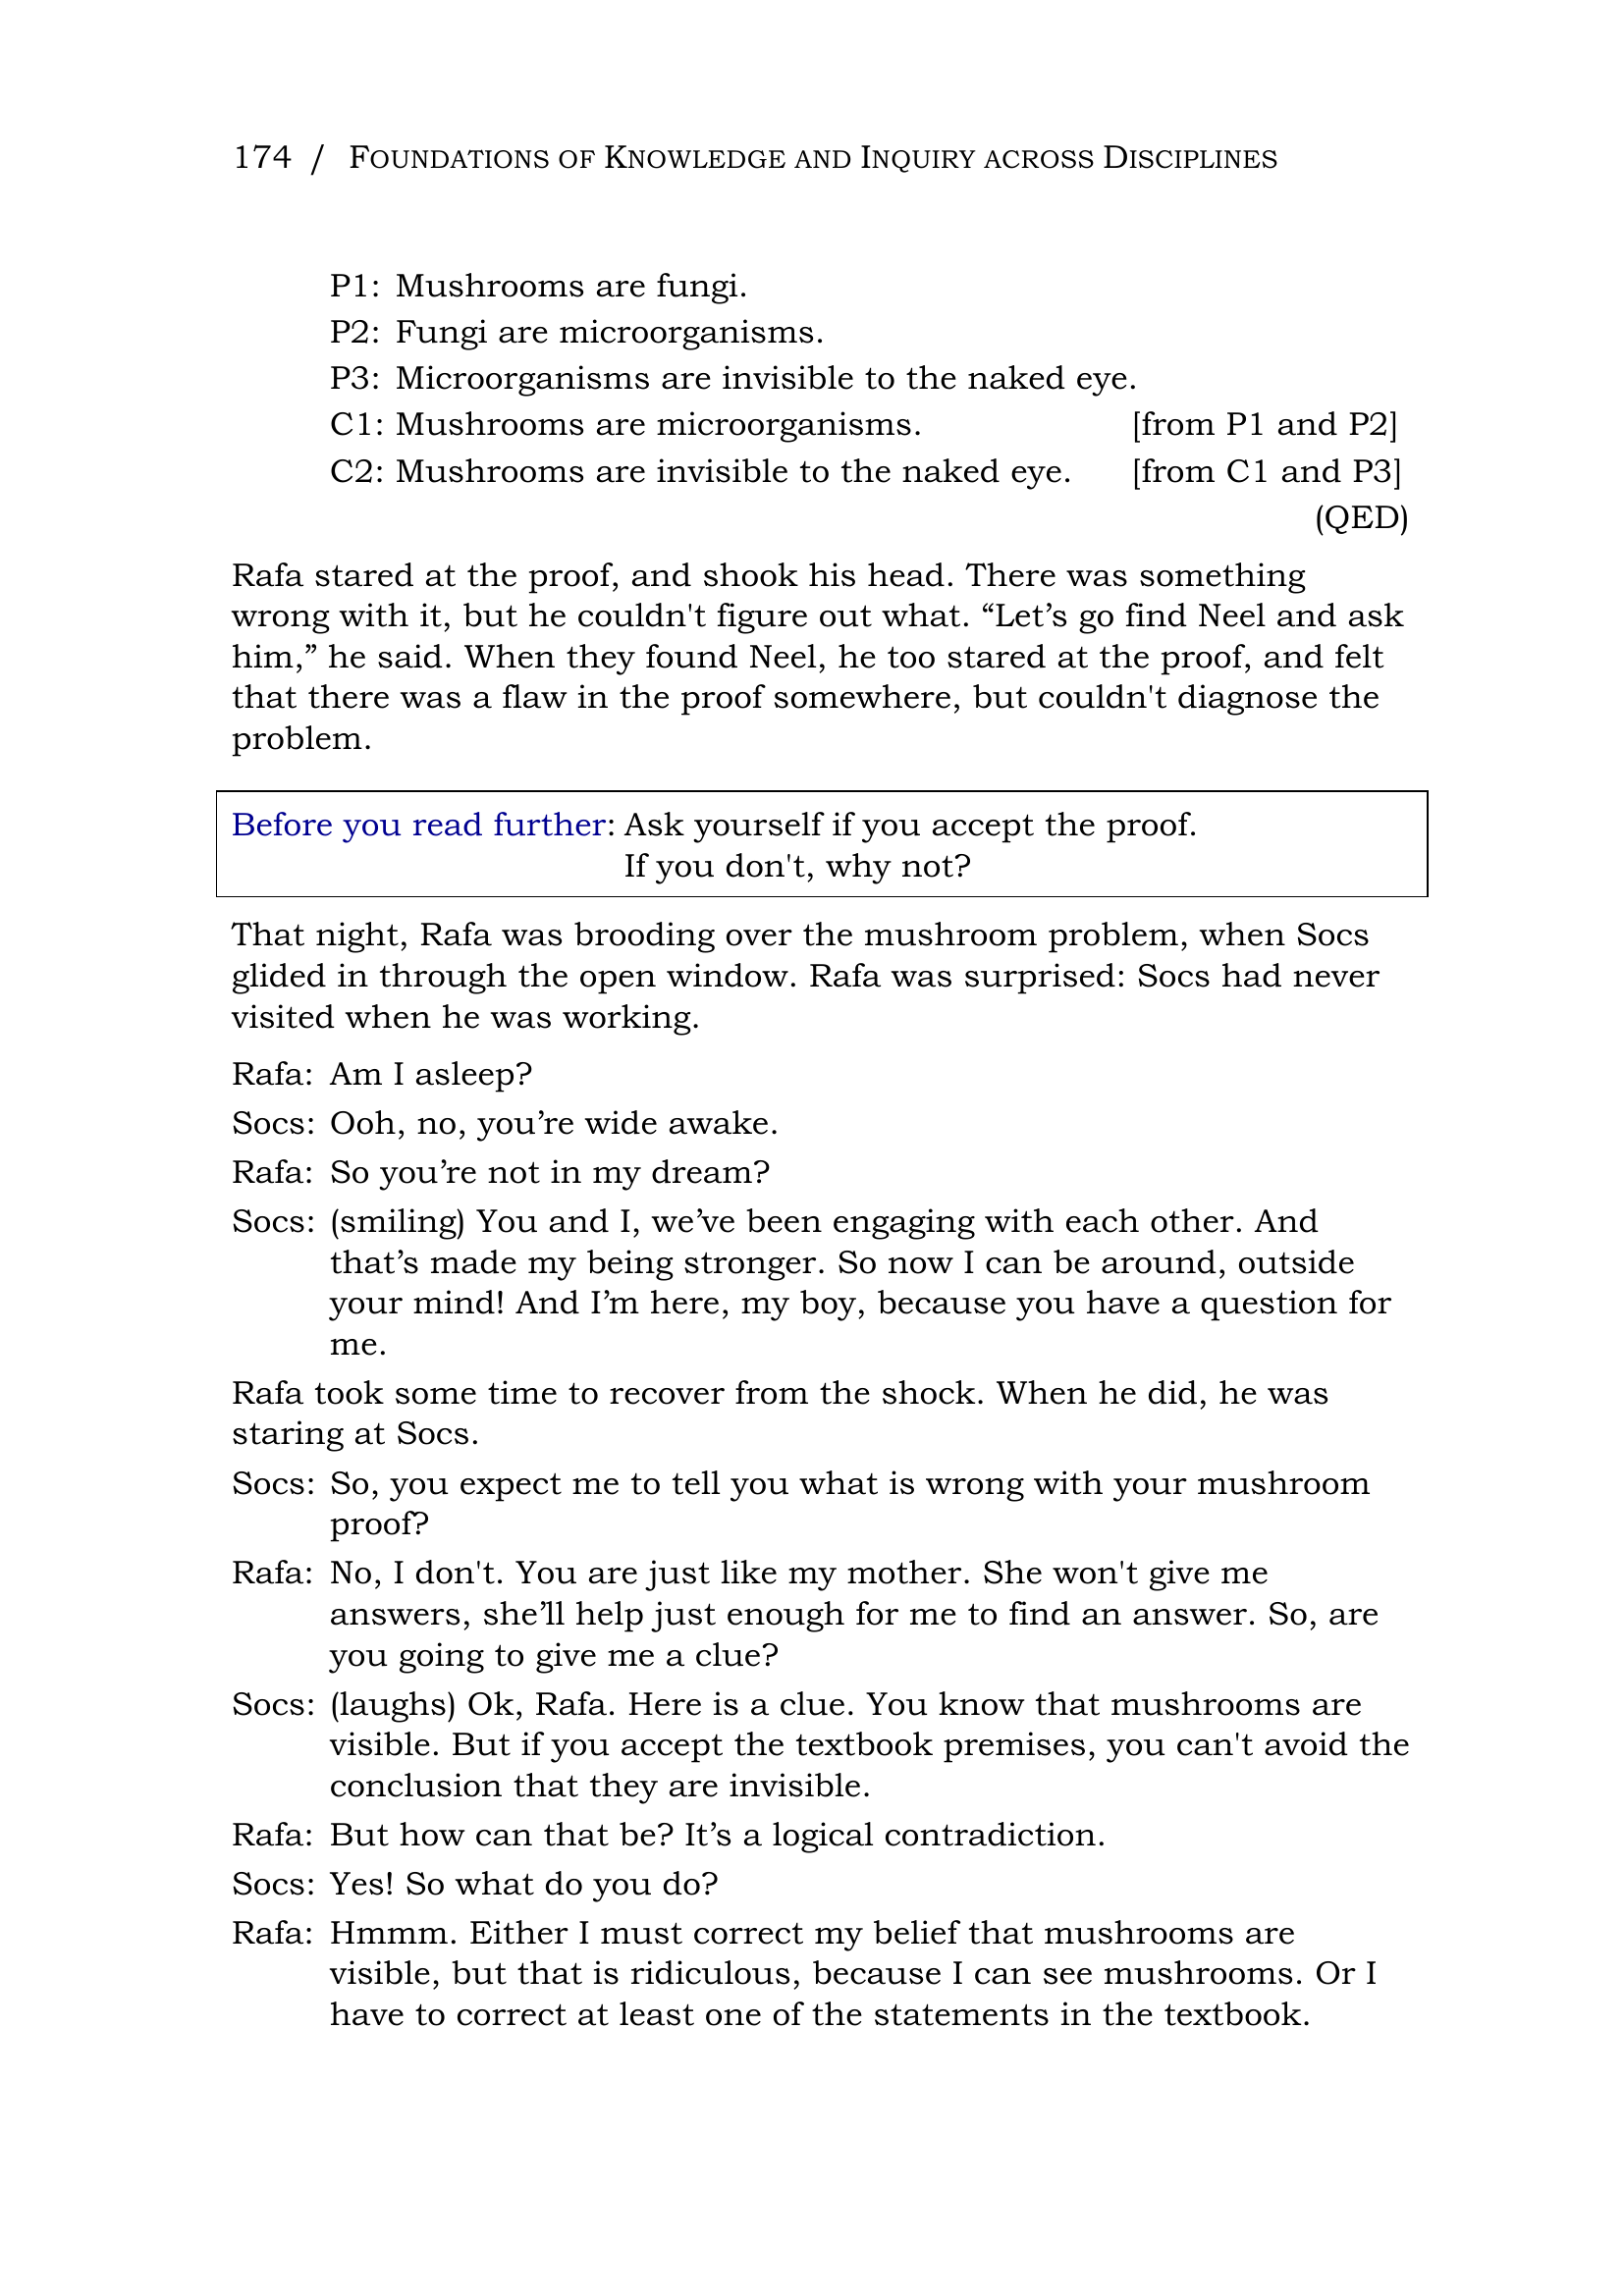 174 / FOUNDATIONS OF KNOWLEDGE AND INQUIRY ACROSS DISCIPLINES
P1: Mushrooms are fungi.
P2: Fungi are microorganisms.
P3: Microorganisms are invisible to the naked eye.
C1: Mushrooms are microorganisms. [from P1 and P2]
C2: Mushrooms are invisible to the naked eye. [from C1 and P3]
(QED)
Rafa stared at the proof, and shook his head. There was something
wrong with it, but he couldn't figure out what. “Let’s go find Neel and ask
him,” he said. When they found Neel, he too stared at the proof, and felt
that there was a flaw in the proof somewhere, but couldn't diagnose the
problem.
Before you read further: Ask yourself if you accept the proof.
If you don't, why not?
That night, Rafa was brooding over the mushroom problem, when Socs
glided in through the open window. Rafa was surprised: Socs had never
visited when he was working.
Rafa: Am I asleep?
Socs: Ooh, no, you’re wide awake.
Rafa: So you’re not in my dream?
Socs: (smiling) You and I, we’ve been engaging with each other. And
that’s made my being stronger. So now I can be around, outside
your mind! And I’m here, my boy, because you have a question for
me.
Rafa took some time to recover from the shock. When he did, he was
staring at Socs.
Socs: So, you expect me to tell you what is wrong with your mushroom
proof?
Rafa: No, I don't. You are just like my mother. She won't give me
answers, she’ll help just enough for me to find an answer. So, are
you going to give me a clue?
Socs: (laughs) Ok, Rafa. Here is a clue. You know that mushrooms are
visible. But if you accept the textbook premises, you can't avoid the
conclusion that they are invisible.
Rafa: But how can that be? It’s a logical contradiction.
Socs: Yes! So what do you do?
Rafa: Hmmm. Either I must correct my belief that mushrooms are
visible, but that is ridiculous, because I can see mushrooms. Or I
have to correct at least one of the statements in the textbook.